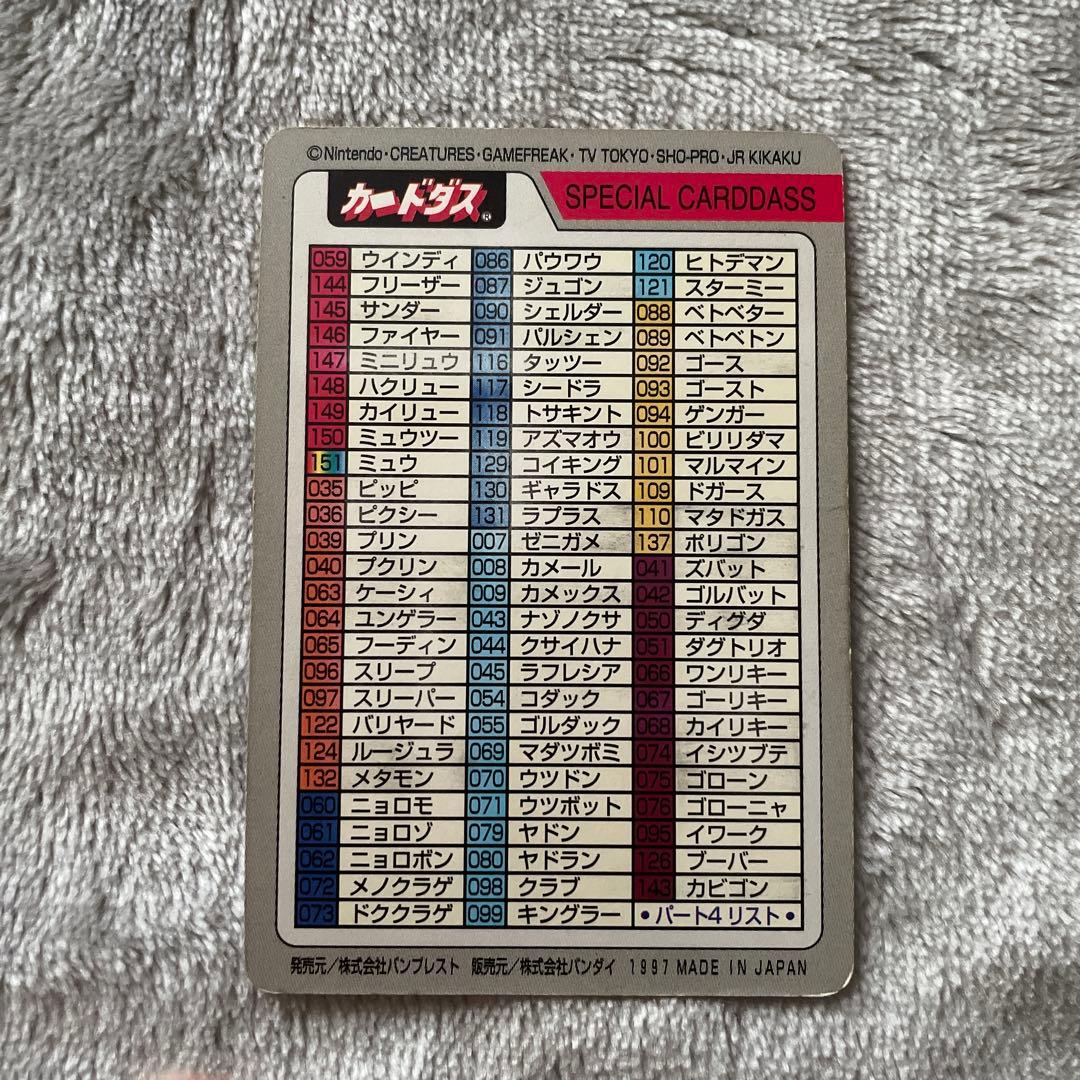 ©Nintendo・CREATURES・GAMEFREAK・TV TOKYO・SHO-PRO・JR KIKAKU
カードダス® SPECIAL CARDDASS
059 ウインディ 086 パウワウ 120 ヒトデマン
144 フリーザー 087 ジュゴン 121 スターミー
145 サンダー 090 シェルダー 088 ベトベター
146 ファイヤー 091 パルシェン 089 ベトベトン
147 ミニリュウ 116 タッツー 092 ゴース
148 ハクリュー 117 シードラ 093 ゴースト
149 カイリュー 118 トサキント 094 ゲンガー
150 ミュウツー 119 アズマオウ 100 ビリリダマ
151 ミュウ 129 コイキング 101 マルマイン
035 ピッピ 130 ギャラドス 109 ドガース
036 ピクシー 131 ラプラス 110 マタドガス
039 プリン 007 ゼニガメ 137 ポリゴン
040 プクリン 008 カメール 041 ズバット
063 ケーシィ 009 カメックス 042 ゴルバット
064 ユンゲラー 043 ナゾノクサ 050 ディグダ
065 フーディン 044 クサイハナ 051 ダグトリオ
096 スリープ 045 ラフレシア 066 ワンリキー
097 スリーパー 054 コダック 067 ゴーリキー
122 バリヤード 055 ゴルダック 068 カイリキー
124 ルージュラ 069 マダツボミ 074 イシツブテ
132 メタモン 070 ウツドン 075 ゴローン
060 ニョロモ 071 ウツボット 076 ゴローニャ
061 ニョロゾ 079 ヤドン 095 イワーク
062 ニョロボン 080 ヤドラン 126 ブーバー
072 メノクラゲ 098 クラブ 143 カビゴン
073 ドククラゲ 099 キングラー •パート4リスト•
発売元／株式会社バンプレスト 販売元／株式会社バンダイ 1997 MADE IN JAPAN